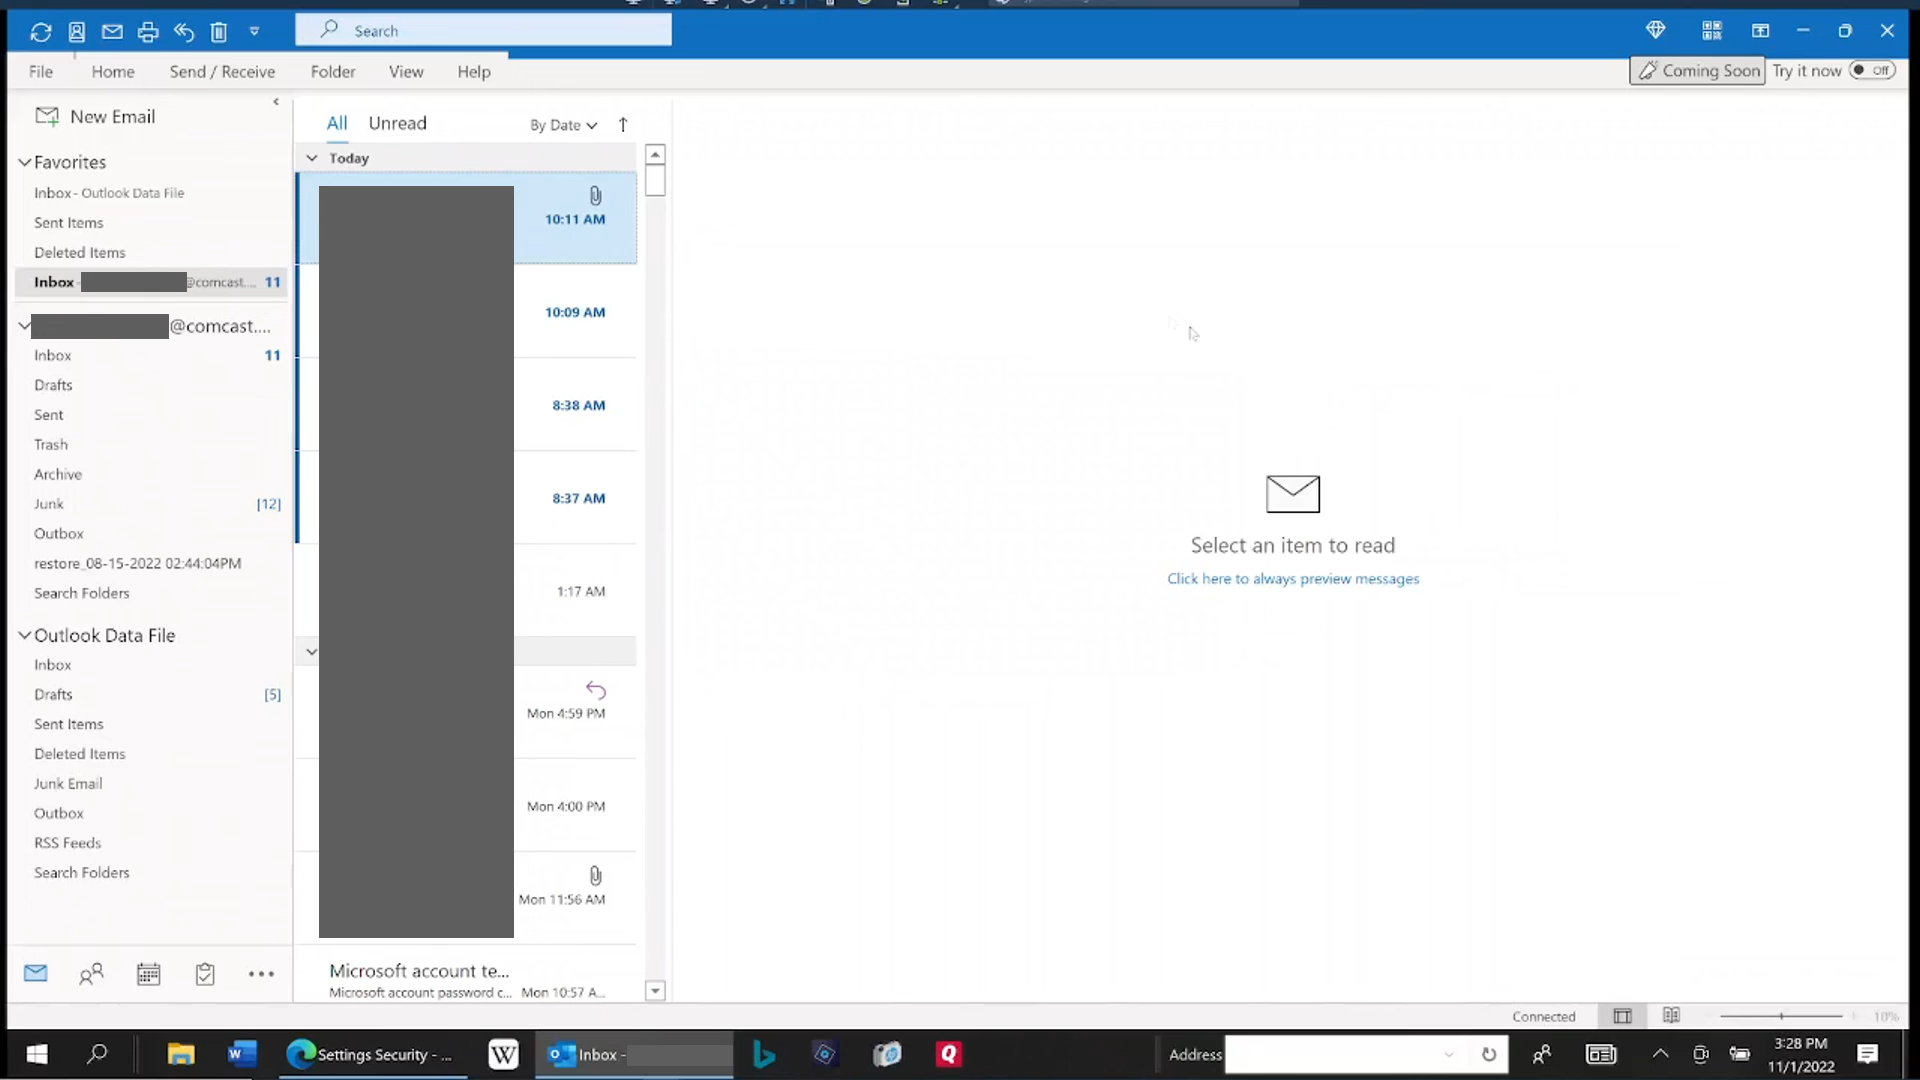 Search
File Home Send / Receive Folder View Help
Coming Soon Try it now Off
New Email
Favorites
Inbox - Outlook Data File
Sent Items
Deleted Items
Inbox - @comcast.... 11
@comcast....
Inbox 11
Drafts
Sent
Trash
Archive
Junk [12]
Outbox
restore_08-15-2022 02:44:04PM
Search Folders
Outlook Data File
Inbox
Drafts [5]
Sent Items
Deleted Items
Junk Email
Outbox
RSS Feeds
Search Folders
All Unread By Date
Today
10:11 AM
10:09 AM
8:38 AM
8:37 AM
1:17 AM
Mon 4:59 PM
Mon 4:00 PM
Mon 11:56 AM
Microsoft account te...
Microsoft account password c... Mon 10:57 A...
Select an item to read
Click here to always preview messages
Connected 10%
W Settings Security - ... W Inbox - Q Address 3:28 PM
11/1/2022